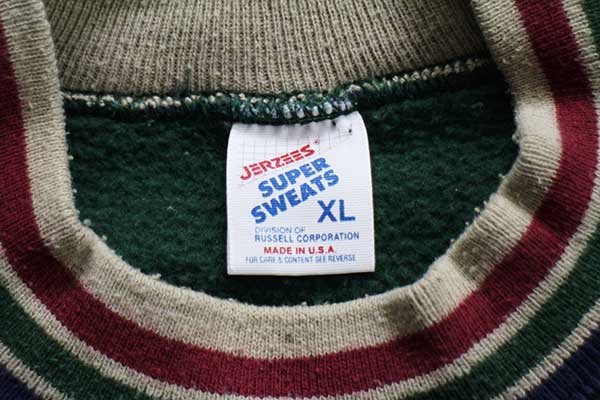 JERZEES
SUPER
SWEATS
XL
DIVISION OF
RUSSELL CORPORATION
MADE IN U.S.A.
FOR CARE & CONTENT SEE REVERSE